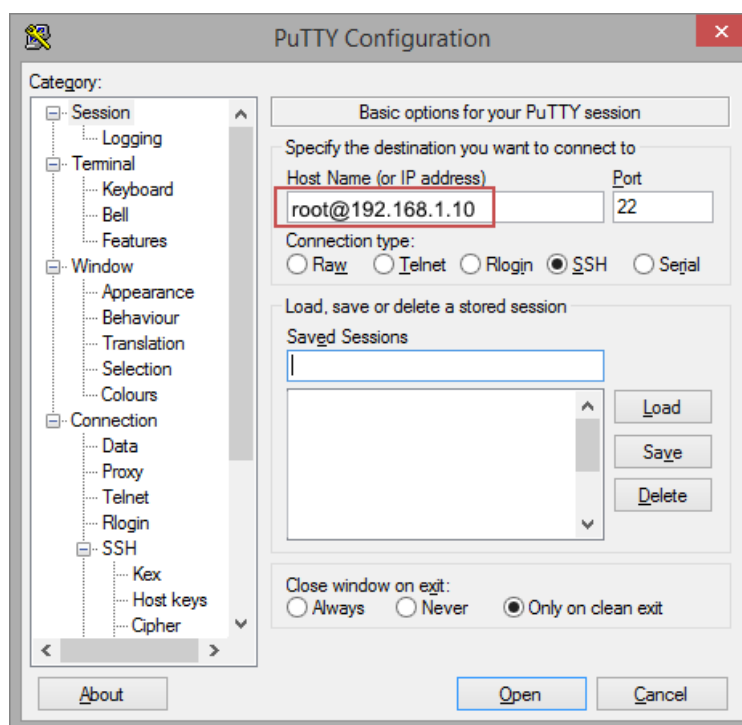 PuTTY Configuration
Category:
Session
Logging
Terminal
Keyboard
Bell
Features
Window
Appearance
Behaviour
Translation
Selection
Colours
Connection
Data
Proxy
Telnet
Rlogin
SSH
Kex
Host keys
Cipher
Basic options for your PuTTY session
Specify the destination you want to connect to
Host Name (or IP address) Port
root@192.168.1.10 22
Connection type:
Raw Telnet Rlogin SSH Serial
Load, save or delete a stored session
Saved Sessions
Load
Save
Delete
Close window on exit:
Always Never Only on clean exit
About Open Cancel